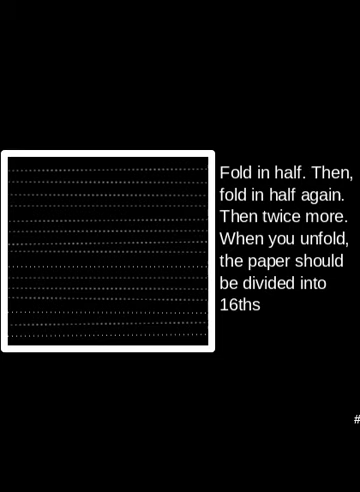 Fold in half. Then,
fold in half again.
Then twice more.
When you unfold,
the paper should
be divided into
16ths
#